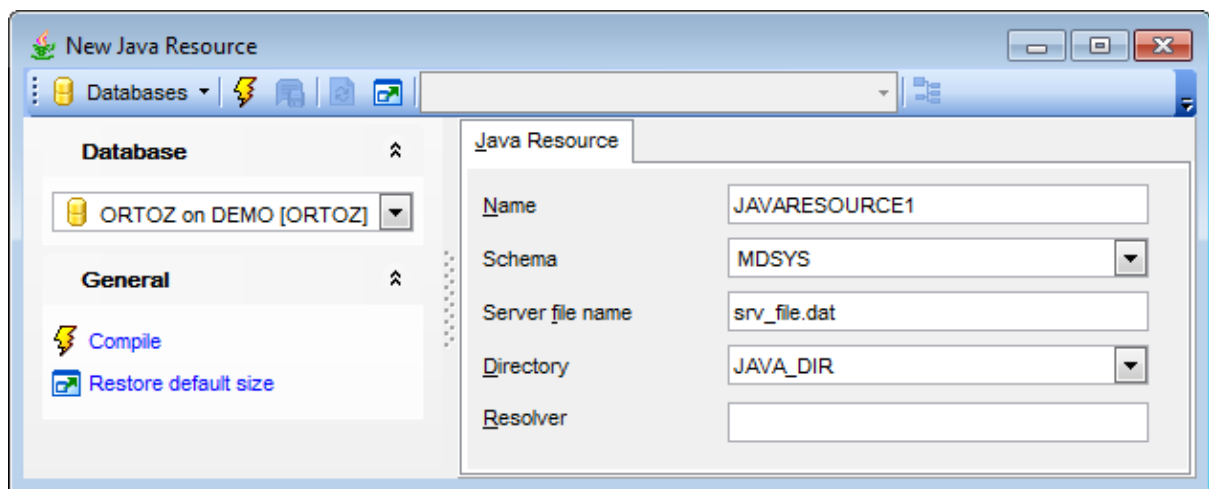 New Java Resource
Databases
Database
ORTOZ on DEMO [ORTOZ]
General
Compile
Restore default size
Java Resource
Name JAVARESOURCE1
Schema MDSYS
Server file name srv_file.dat
Directory JAVA_DIR
Resolver